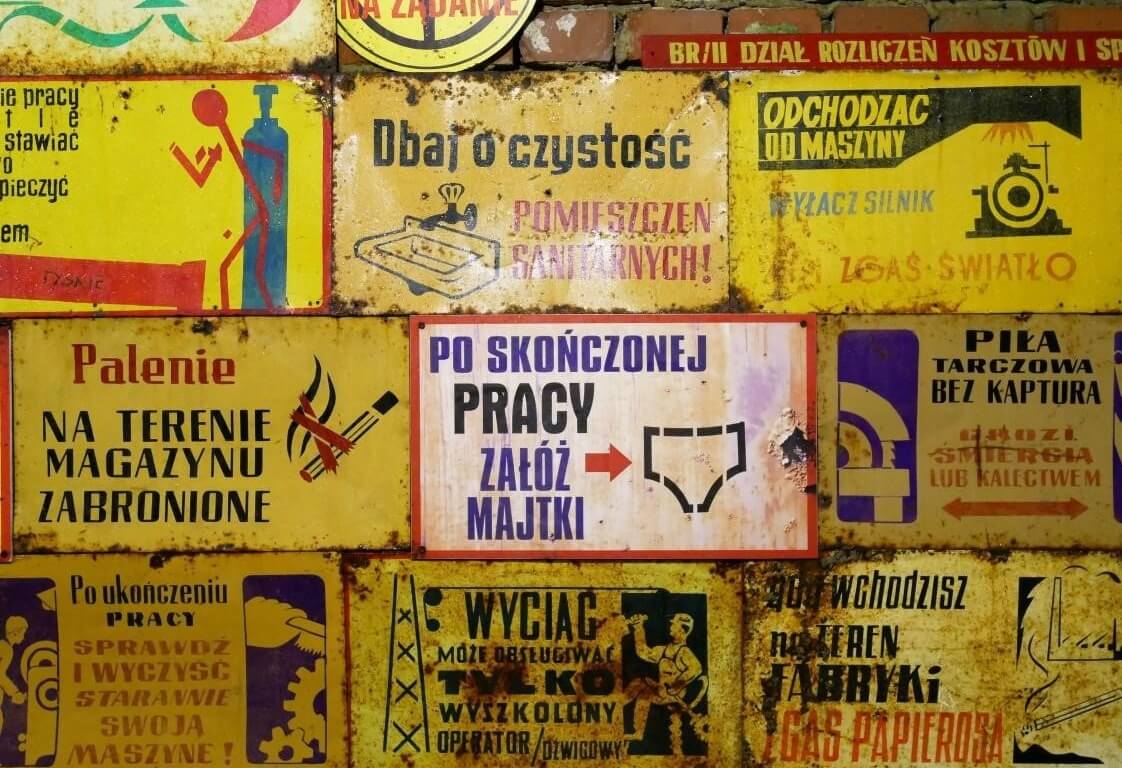 NA ŻĄDANIE
BR/II DZIAŁ ROZLICZEŃ KOSZTÓW I SP
ie pracy
t i e
stawiać
o
pieczyć
em
TYSKIE
Dbaj o czystość
POMIESZCZEŃ
SANITARNYCH!
ODCHODZĄC
OD MASZYNY
WYŁĄCZ SILNIK
I ZGAŚ ŚWIATŁO
Palenie
NA TERENIE
MAGAZYNU
ZABRONIONE
PO SKOŃCZONEJ
PRACY
ZAŁÓŻ
MAJTKI
PIŁA
TARCZOWA
BEZ KAPTURA
GROZI
ŚMIERCIĄ
LUB KALECTWEM
Po ukończeniu
PRACY
SPRAWDŹ
I WYCZYŚĆ
STARANNIE
SWOJĄ
MASZYNĘ!
WYCIĄG
MOŻE OBSŁUGIWAĆ
TYLKO
WYSZKOLONY
OPERATOR/DŹWIGOWY
gdy wchodzisz
na TEREN
FABRYKi
ZGAŚ PAPIEROSA